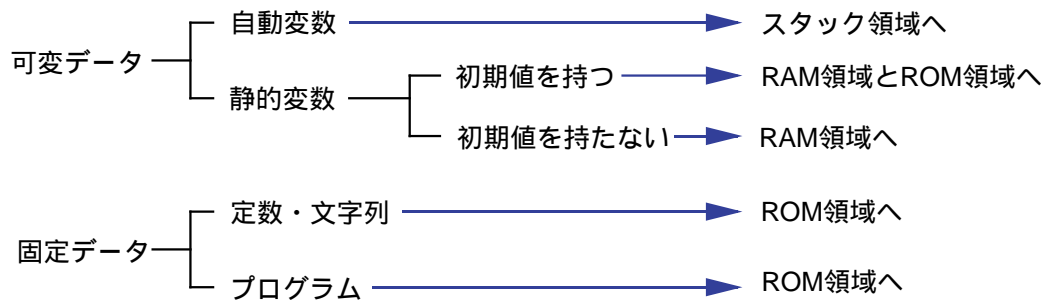 自動変数 スタック領域へ
可変データ
初期値を持つ RAM領域とROM領域へ
静的変数
初期値を持たない RAM領域へ
定数・文字列 ROM領域へ
固定データ
プログラム ROM領域へ